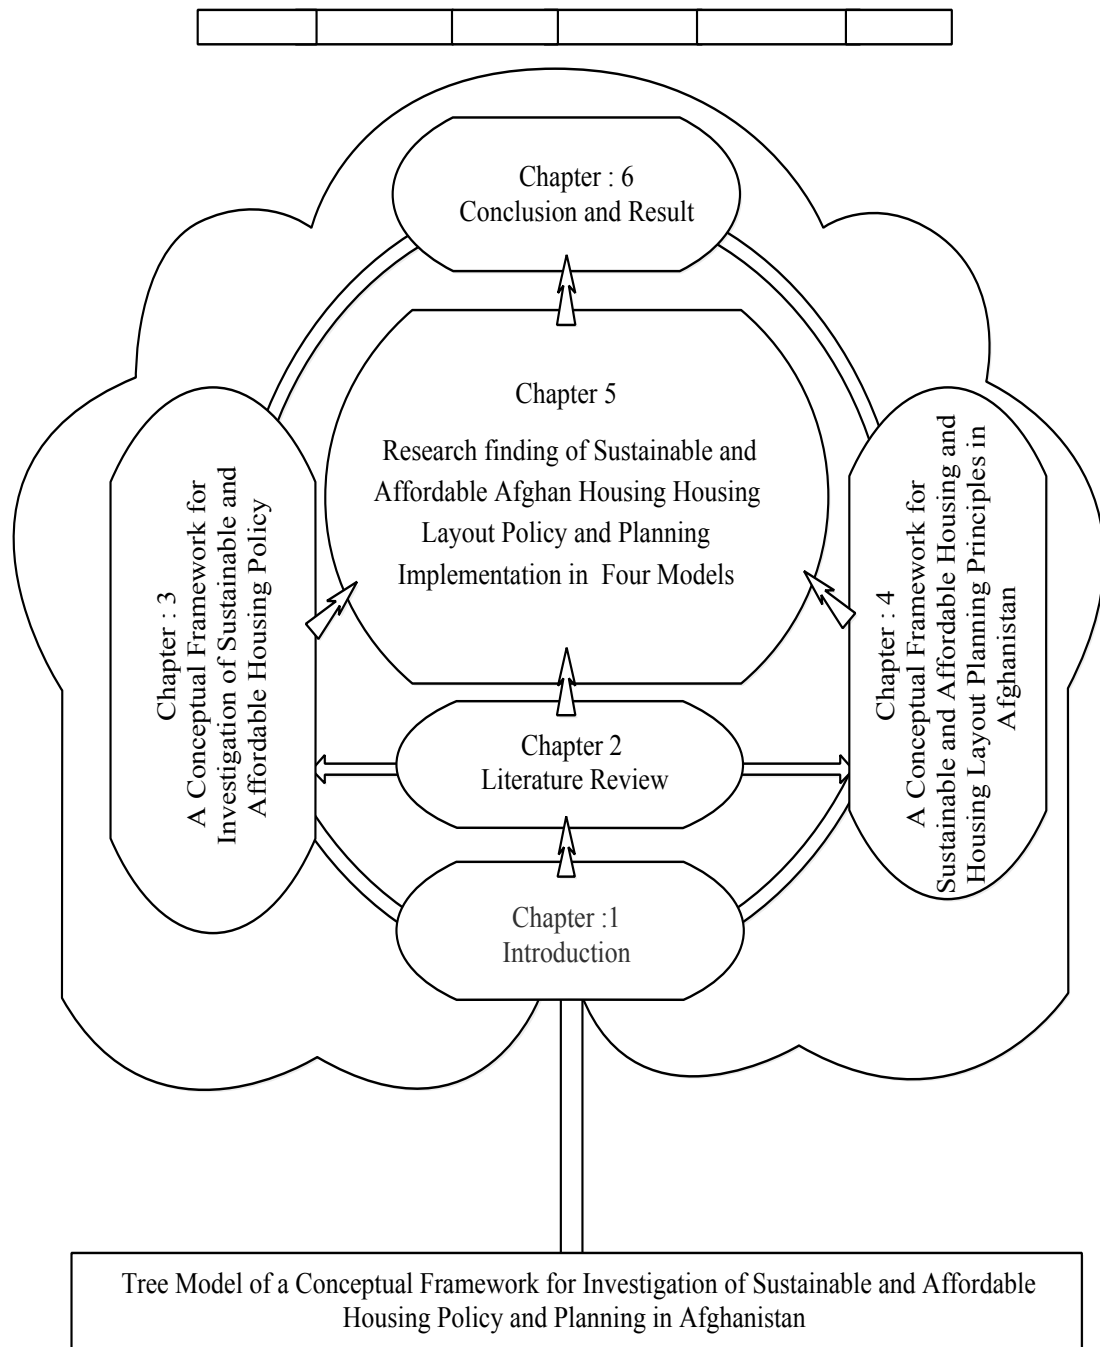 Chapter : 6
Conclusion and Result
Chapter 5
Research finding of Sustainable and
Affordable Afghan Housing Housing
Layout Policy and Planning
Implementation in Four Models
Chapter : 3
A Conceptual Framework for
Investigation of Sustainable and
Affordable Housing Policy
Chapter : 4
A Conceptual Framework for
Sustainable and Affordable Housing and
Housing Layout Planning Principles in
Afghanistan
Chapter 2
Literature Review
Chapter :1
Introduction
Tree Model of a Conceptual Framework for Investigation of Sustainable and Affordable
Housing Policy and Planning in Afghanistan